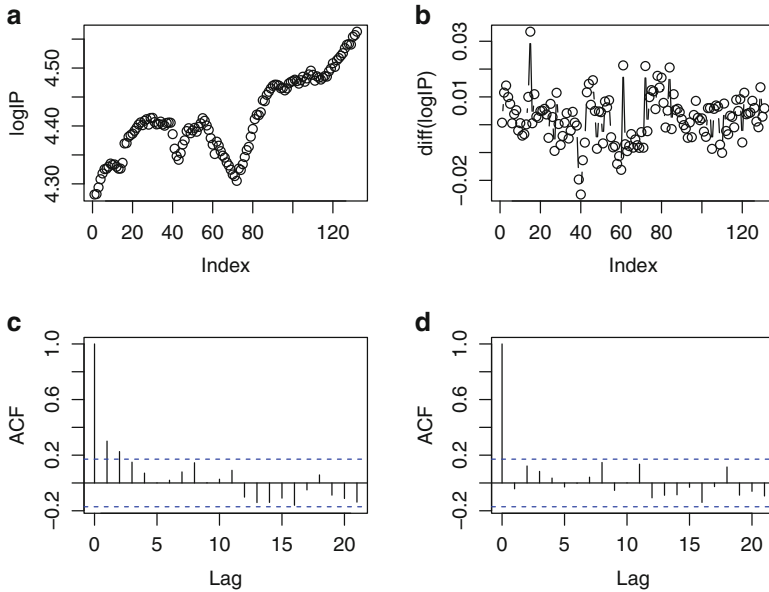 a
logIP
4.30 4.40 4.50
0 20 40 60 80 120
Index
b
diff(logIP)
−0.02 0.01 0.03
0 20 40 60 80 120
Index
c
ACF
−0.2 0.2 0.6 1.0
0 5 10 15 20
Lag
d
ACF
−0.2 0.2 0.6 1.0
0 5 10 15 20
Lag